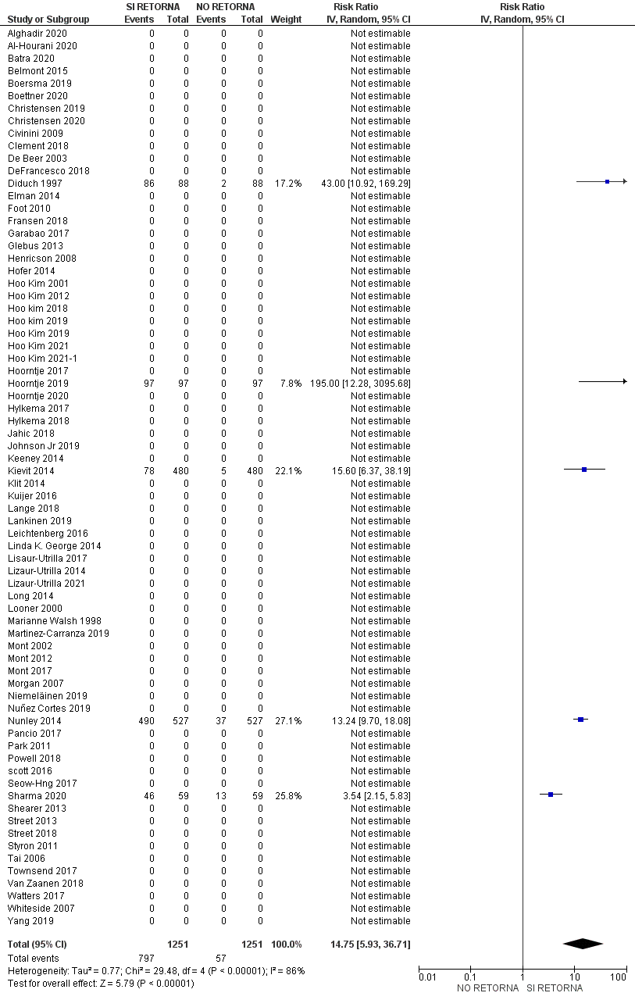 SI RETORNA NO RETORNA Risk Ratio Risk Ratio
Study or Subgroup Events Total Events Total Weight IV, Random, 95% CI IV, Random, 95% CI
Alghadir 2020 0 0 0 0 Not estimable
Al-Hourani 2020 0 0 0 0 Not estimable
Batra 2020 0 0 0 0 Not estimable
Belmont 2015 0 0 0 0 Not estimable
Boersma 2019 0 0 0 0 Not estimable
Boettner 2020 0 0 0 0 Not estimable
Christensen 2019 0 0 0 0 Not estimable
Christensen 2020 0 0 0 0 Not estimable
Civinini 2009 0 0 0 0 Not estimable
Clement 2018 0 0 0 0 Not estimable
De Beer 2003 0 0 0 0 Not estimable
DeFrancesco 2018 0 0 0 0 Not estimable
Diduch 1997 86 88 2 88 17.2% 43.00 [10.92, 169.29]
Elman 2014 0 0 0 0 Not estimable
Foot 2010 0 0 0 0 Not estimable
Fransen 2018 0 0 0 0 Not estimable
Garabao 2017 0 0 0 0 Not estimable
Glebus 2013 0 0 0 0 Not estimable
Henricson 2008 0 0 0 0 Not estimable
Hofer 2014 0 0 0 0 Not estimable
Hoo Kim 2001 0 0 0 0 Not estimable
Hoo Kim 2012 0 0 0 0 Not estimable
Hoo kim 2018 0 0 0 0 Not estimable
Hoo kim 2019 0 0 0 0 Not estimable
Hoo Kim 2019 0 0 0 0 Not estimable
Hoo Kim 2021 0 0 0 0 Not estimable
Hoo Kim 2021-1 0 0 0 0 Not estimable
Hoorntje 2017 0 0 0 0 Not estimable
Hoorntje 2019 97 97 0 97 7.8% 195.00 [12.28, 3095.68]
Hoorntje 2020 0 0 0 0 Not estimable
Hylkema 2017 0 0 0 0 Not estimable
Hylkema 2018 0 0 0 0 Not estimable
Jahic 2018 0 0 0 0 Not estimable
Johnson Jr 2019 0 0 0 0 Not estimable
Keeney 2014 0 0 0 0 Not estimable
Kievit 2014 78 480 5 480 22.1% 15.60 [6.37, 38.19]
Klit 2014 0 0 0 0 Not estimable
Kuijer 2016 0 0 0 0 Not estimable
Lange 2018 0 0 0 0 Not estimable
Lankinen 2019 0 0 0 0 Not estimable
Leichtenberg 2016 0 0 0 0 Not estimable
Linda K. George 2014 0 0 0 0 Not estimable
Lisaur-Utrilla 2017 0 0 0 0 Not estimable
Lizaur-Utrilla 2014 0 0 0 0 Not estimable
Lizaur-Utrilla 2021 0 0 0 0 Not estimable
Long 2014 0 0 0 0 Not estimable
Looner 2000 0 0 0 0 Not estimable
Marianne Walsh 1998 0 0 0 0 Not estimable
Martinez-Carranza 2019 0 0 0 0 Not estimable
Mont 2002 0 0 0 0 Not estimable
Mont 2012 0 0 0 0 Not estimable
Mont 2017 0 0 0 0 Not estimable
Morgan 2007 0 0 0 0 Not estimable
Niemeläinen 2019 0 0 0 0 Not estimable
Nuñez Cortes 2019 0 0 0 0 Not estimable
Nunley 2014 490 527 37 527 27.1% 13.24 [9.70, 18.08]
Pancio 2017 0 0 0 0 Not estimable
Park 2011 0 0 0 0 Not estimable
Powell 2018 0 0 0 0 Not estimable
scott 2016 0 0 0 0 Not estimable
Seow-Hng 2017 0 0 0 0 Not estimable
Sharma 2020 46 59 13 59 25.8% 3.54 [2.15, 5.83]
Shearer 2013 0 0 0 0 Not estimable
Street 2013 0 0 0 0 Not estimable
Street 2018 0 0 0 0 Not estimable
Styron 2011 0 0 0 0 Not estimable
Tai 2006 0 0 0 0 Not estimable
Townsend 2017 0 0 0 0 Not estimable
Van Zaanen 2018 0 0 0 0 Not estimable
Watters 2017 0 0 0 0 Not estimable
Whiteside 2007 0 0 0 0 Not estimable
Yang 2019 0 0 0 0 Not estimable
Total (95% CI) 1251 1251 100.0% 14.75 [5.93, 36.71]
Total events 797 57
Heterogeneity: Tau² = 0.77; Chi² = 29.48, df = 4 (P < 0.00001); I² = 86%
Test for overall effect: Z = 5.79 (P < 0.00001)
0.01 0.1 1 10 100
NO RETORNA SI RETORNA